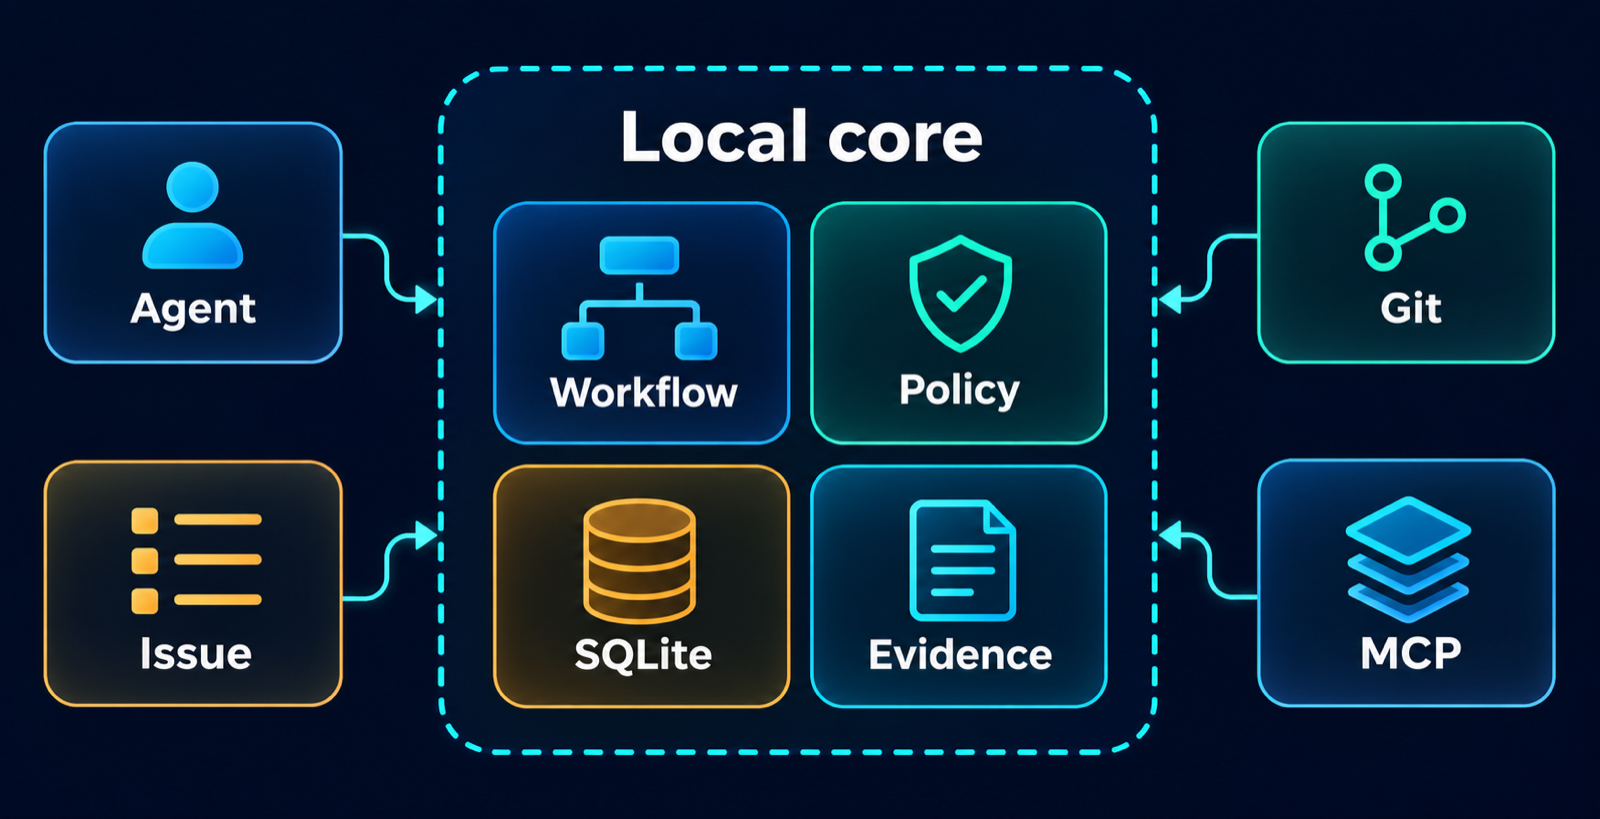 Local core
Agent
Workflow
Policy
Git
Issue
SQLite
Evidence
MCP